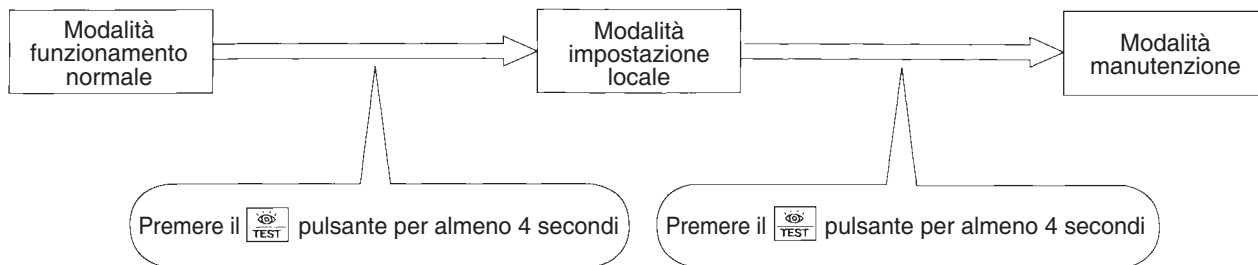 Modalità
funzionamento
normale
Modalità
impostazione
locale
Modalità
manutenzione
Premere il TEST pulsante per almeno 4 secondi
Premere il TEST pulsante per almeno 4 secondi